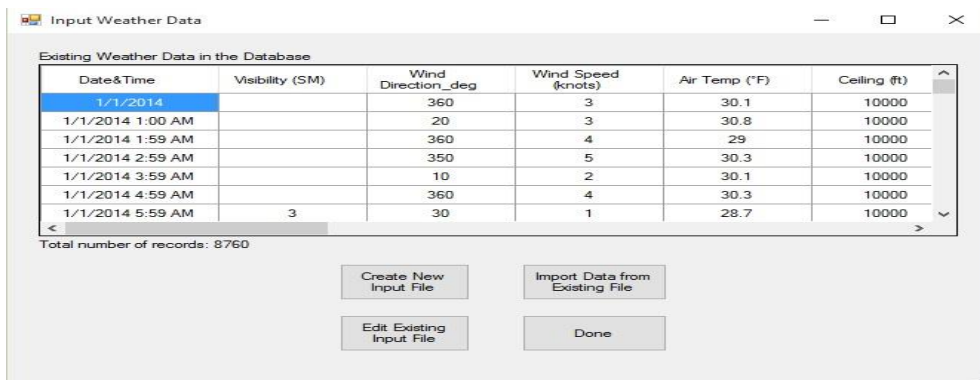 Input Weather Data
Existing Weather Data in the Database
Date&Time Visibility (SM) Wind Direction_deg Wind Speed (knots) Air Temp (°F) Ceiling (ft)
1/1/2014 360 3 30.1 10000
1/1/2014 1:00 AM 20 3 30.8 10000
1/1/2014 1:59 AM 360 4 29 10000
1/1/2014 2:59 AM 350 5 30.3 10000
1/1/2014 3:59 AM 10 2 30.1 10000
1/1/2014 4:59 AM 360 4 30.3 10000
1/1/2014 5:59 AM 3 30 1 28.7 10000
Total number of records: 8760
Create New
Input File
Import Data from
Existing File
Edit Existing
Input File
Done